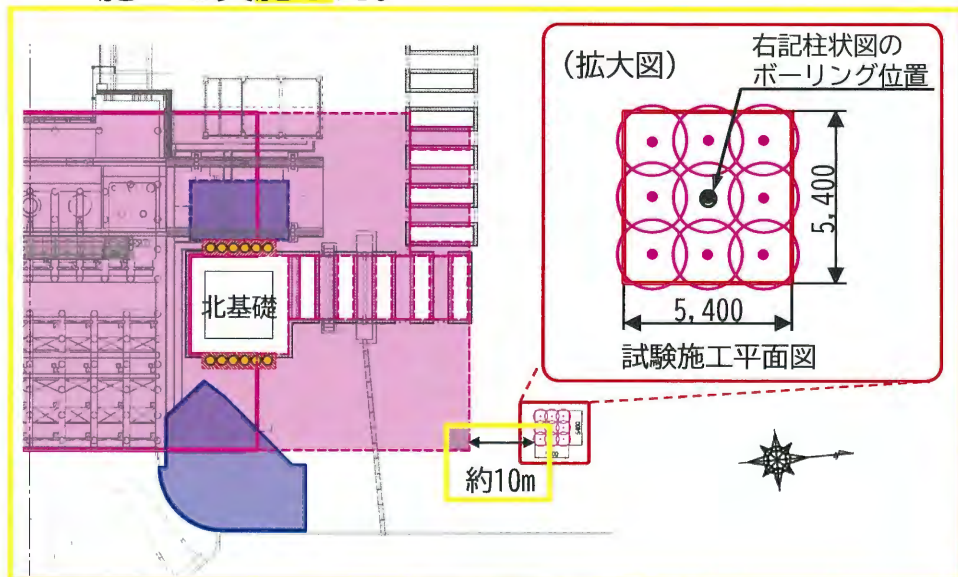 (拡大図)
右記柱状図の
ボーリング位置
5,400
5,400
試験施工平面図
北基礎
約10m